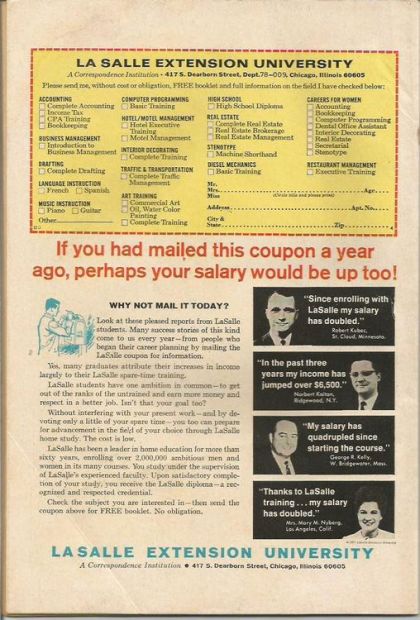 LA SALLE EXTENSION UNIVERSITY
A Correspondence Institution • 417 S. Dearborn Street, Dept. 78-009, Chicago, Illinois 60605
Please send me, without cost or obligation, FREE booklet and full information on the field I have checked below:
ACCOUNTING
Complete Accounting
Income Tax
CPA Training
Bookkeeping
BUSINESS MANAGEMENT
Introduction to
Business Management
DRAFTING
Complete Drafting
LANGUAGE INSTRUCTION
French Spanish
MUSIC INSTRUCTION
Piano Guitar
Other
COMPUTER PROGRAMMING
Basic Training
HOTEL/MOTEL MANAGEMENT
Hotel Executive
Training
Motel Management
INTERIOR DECORATING
Complete Training
TRAFFIC & TRANSPORTATION
Complete Traffic
Management
ART TRAINING
Commercial Art
Oil, Water Color
Painting
Complete Training
HIGH SCHOOL
High School Diploma
REAL ESTATE
Complete Real Estate
Real Estate Brokerage
Real Estate Management
STENOTYPE
Machine Shorthand
DIESEL MECHANICS
Basic Training
CAREERS FOR WOMEN
Accounting
Bookkeeping
Computer Programming
Dental Office Assistant
Interior Decorating
Real Estate
Secretarial
Stenotype
RESTAURANT MANAGEMENT
Executive Training
Mr.
Mrs.
Miss Age
(Circle title and please print)
Address Apt. No.
City &
State Zip
If you had mailed this coupon a year
ago, perhaps your salary would be up too!
WHY NOT MAIL IT TODAY?
Look at these pleased reports from LaSalle
students. Many success stories of this kind
come to us every year—from people who
began their career planning by mailing the
LaSalle coupon for information.
Yes, many graduates attribute their increases in income
largely to their LaSalle spare-time training.
LaSalle students have one ambition in common—to get
out of the ranks of the untrained and earn more money and
respect in a better job. Isn't that your goal too?
Without interfering with your present work—and by de-
voting only a little of your spare time—you too can prepare
for advancement in the field of your choice through LaSalle
home study. The cost is low.
LaSalle has been a leader in home education for more than
sixty years, enrolling over 2,000,000 ambitious men and
women in its many courses. You study under the supervision
of LaSalle's experienced faculty. Upon satisfactory comple-
tion of your study, you receive the LaSalle diploma—a rec-
ognized and respected credential.
Check the subject you are interested in—then send the
coupon above for FREE booklet. No obligation.
"Since enrolling with
LaSalle my salary
has doubled."
Robert Kubec,
St. Cloud, Minnesota.
"In the past three
years my income has
jumped over $6,500."
Norbert Kaitan,
Ridgewood, N.Y.
"My salary has
quadrupled since
starting the course."
George R. Kelly,
W. Bridgewater, Mass.
"Thanks to LaSalle
training ... my salary
has doubled."
Mrs. Mary M. Nyberg,
Los Angeles, Calif.
LA SALLE EXTENSION UNIVERSITY
A Correspondence Institution • 417 S. Dearborn Street, Chicago, Illinois 60605